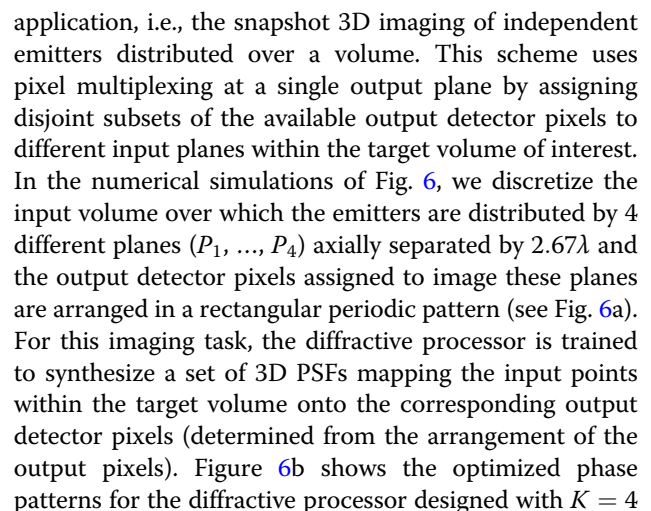 application, i.e., the snapshot 3D imaging of independent
emitters distributed over a volume. This scheme uses
pixel multiplexing at a single output plane by assigning
disjoint subsets of the available output detector pixels to
different input planes within the target volume of interest.
In the numerical simulations of Fig. 6, we discretize the
input volume over which the emitters are distributed by 4
different planes (P₁, …, P₄) axially separated by 2.67λ and
the output detector pixels assigned to image these planes
are arranged in a rectangular periodic pattern (see Fig. 6a).
For this imaging task, the diffractive processor is trained
to synthesize a set of 3D PSFs mapping the input points
within the target volume onto the corresponding output
detector pixels (determined from the arrangement of the
output pixels). Figure 6b shows the optimized phase
patterns for the diffractive processor designed with K = 4